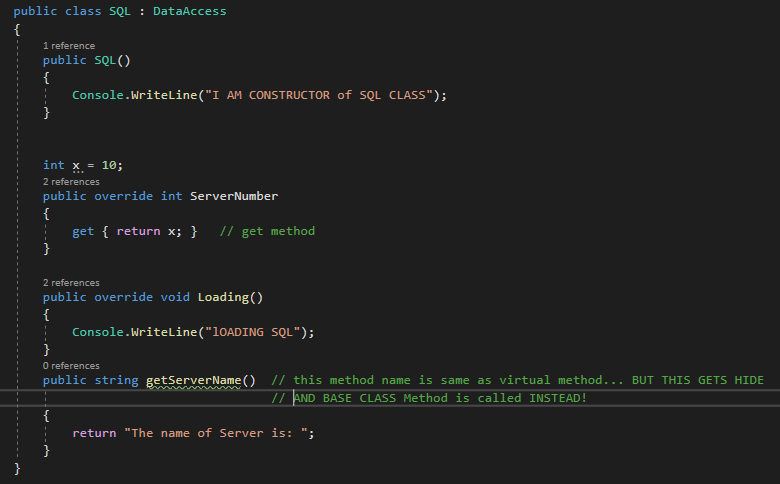 public class SQL : DataAccess
{
1 reference
public SQL()
{
Console.WriteLine("I AM CONSTRUCTOR of SQL CLASS");
}
int x = 10;
2 references
public override int ServerNumber
{
get { return x; }   // get method
}
2 references
public override void Loading()
{
Console.WriteLine("lOADING SQL");
}
0 references
public string getServerName()  // this method name is same as virtual method... BUT THIS GETS HIDE
// AND BASE CLASS Method is called INSTEAD!
{
return "The name of Server is: ";
}
}